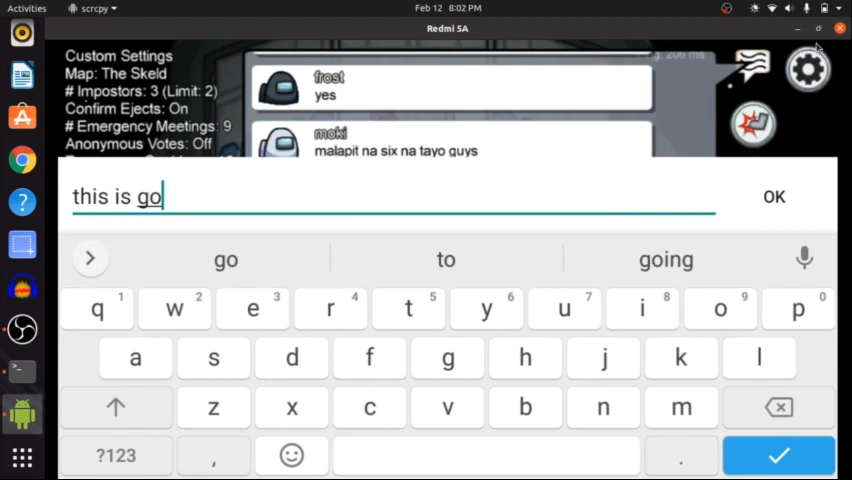 Activities scrcpy Feb 12 8:02 PM
Redmi 5A
Custom Settings
Map: The Skeld
# Impostors: 3 (Limit: 2)
Confirm Ejects: On
# Emergency Meetings: 9
Anonymous Votes: Off
206 ms
frost
yes
moki
malapit na six na tayo guys
this is go
OK
go to going
q 1 w 2 e 3 r 4 t 5 y 6 u 7 i 8 o 9 p 0
a s d f g h j k l
z x c v b n m
?123 , .